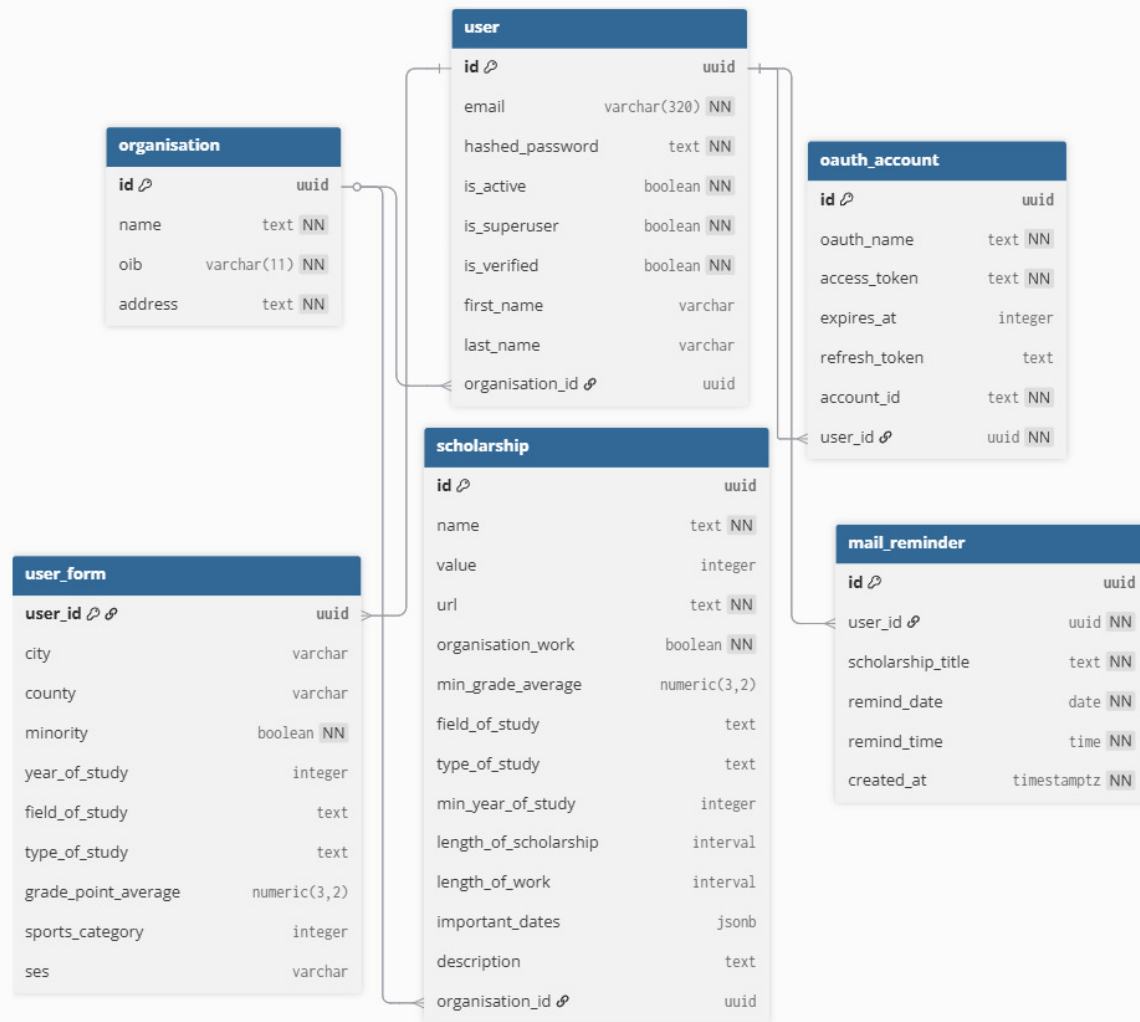 user
id uuid
email varchar(320) NN
hashed_password text NN
is_active boolean NN
is_superuser boolean NN
is_verified boolean NN
first_name varchar
last_name varchar
organisation_id uuid
organisation
id uuid
name text NN
oib varchar(11) NN
address text NN
oauth_account
id uuid
oauth_name text NN
access_token text NN
expires_at integer
refresh_token text
account_id text NN
user_id uuid NN
scholarship
id uuid
name text NN
value integer
url text NN
organisation_work boolean NN
min_grade_average numeric(3,2)
field_of_study text
type_of_study text
min_year_of_study integer
length_of_scholarship interval
length_of_work interval
important_dates jsonb
description text
organisation_id uuid
user_form
user_id uuid
city varchar
county varchar
minority boolean NN
year_of_study integer
field_of_study text
type_of_study text
grade_point_average numeric(3,2)
sports_category integer
ses varchar
mail_reminder
id uuid
user_id uuid NN
scholarship_title text NN
remind_date date NN
remind_time time NN
created_at timestamptz NN